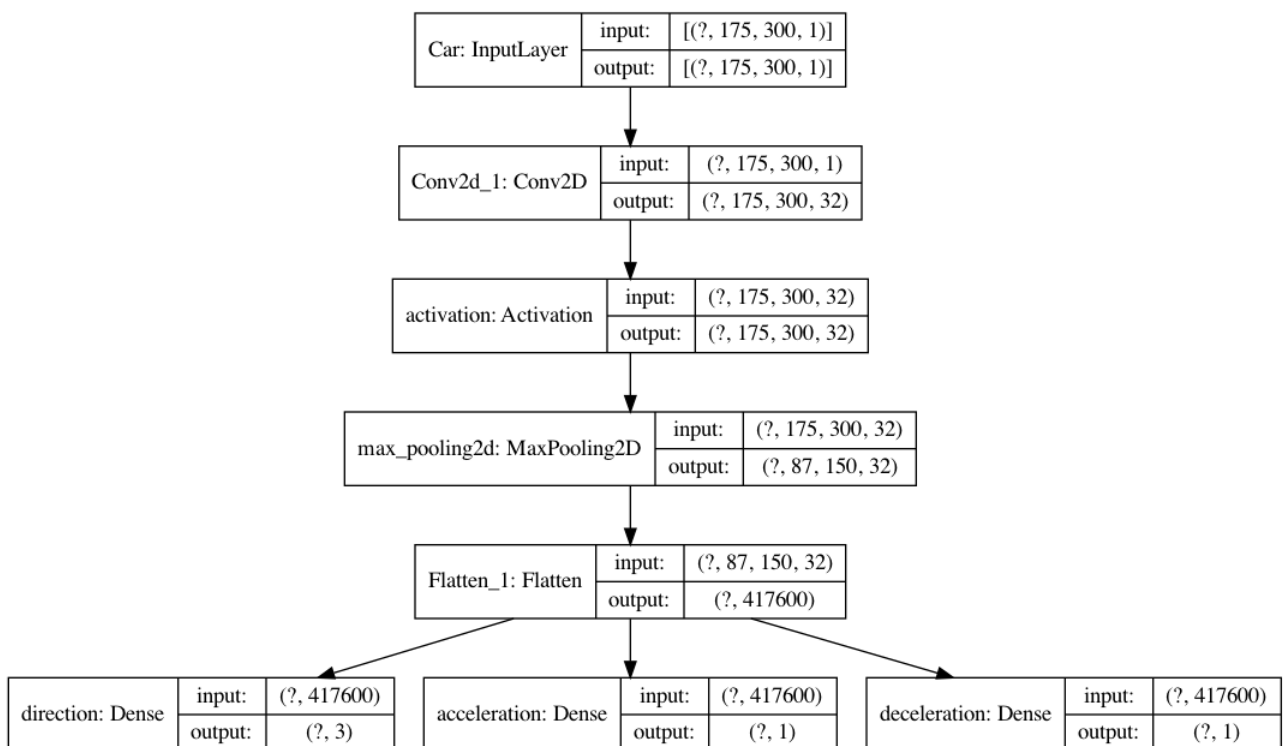 Car: InputLayer
input:
[(?, 175, 300, 1)]
output:
[(?, 175, 300, 1)]
Conv2d_1: Conv2D
input:
(?, 175, 300, 1)
output:
(?, 175, 300, 32)
activation: Activation
input:
(?, 175, 300, 32)
output:
(?, 175, 300, 32)
max_pooling2d: MaxPooling2D
input:
(?, 175, 300, 32)
output:
(?, 87, 150, 32)
Flatten_1: Flatten
input:
(?, 87, 150, 32)
output:
(?, 417600)
direction: Dense
input:
(?, 417600)
output:
(?, 3)
acceleration: Dense
input:
(?, 417600)
output:
(?, 1)
deceleration: Dense
input:
(?, 417600)
output:
(?, 1)